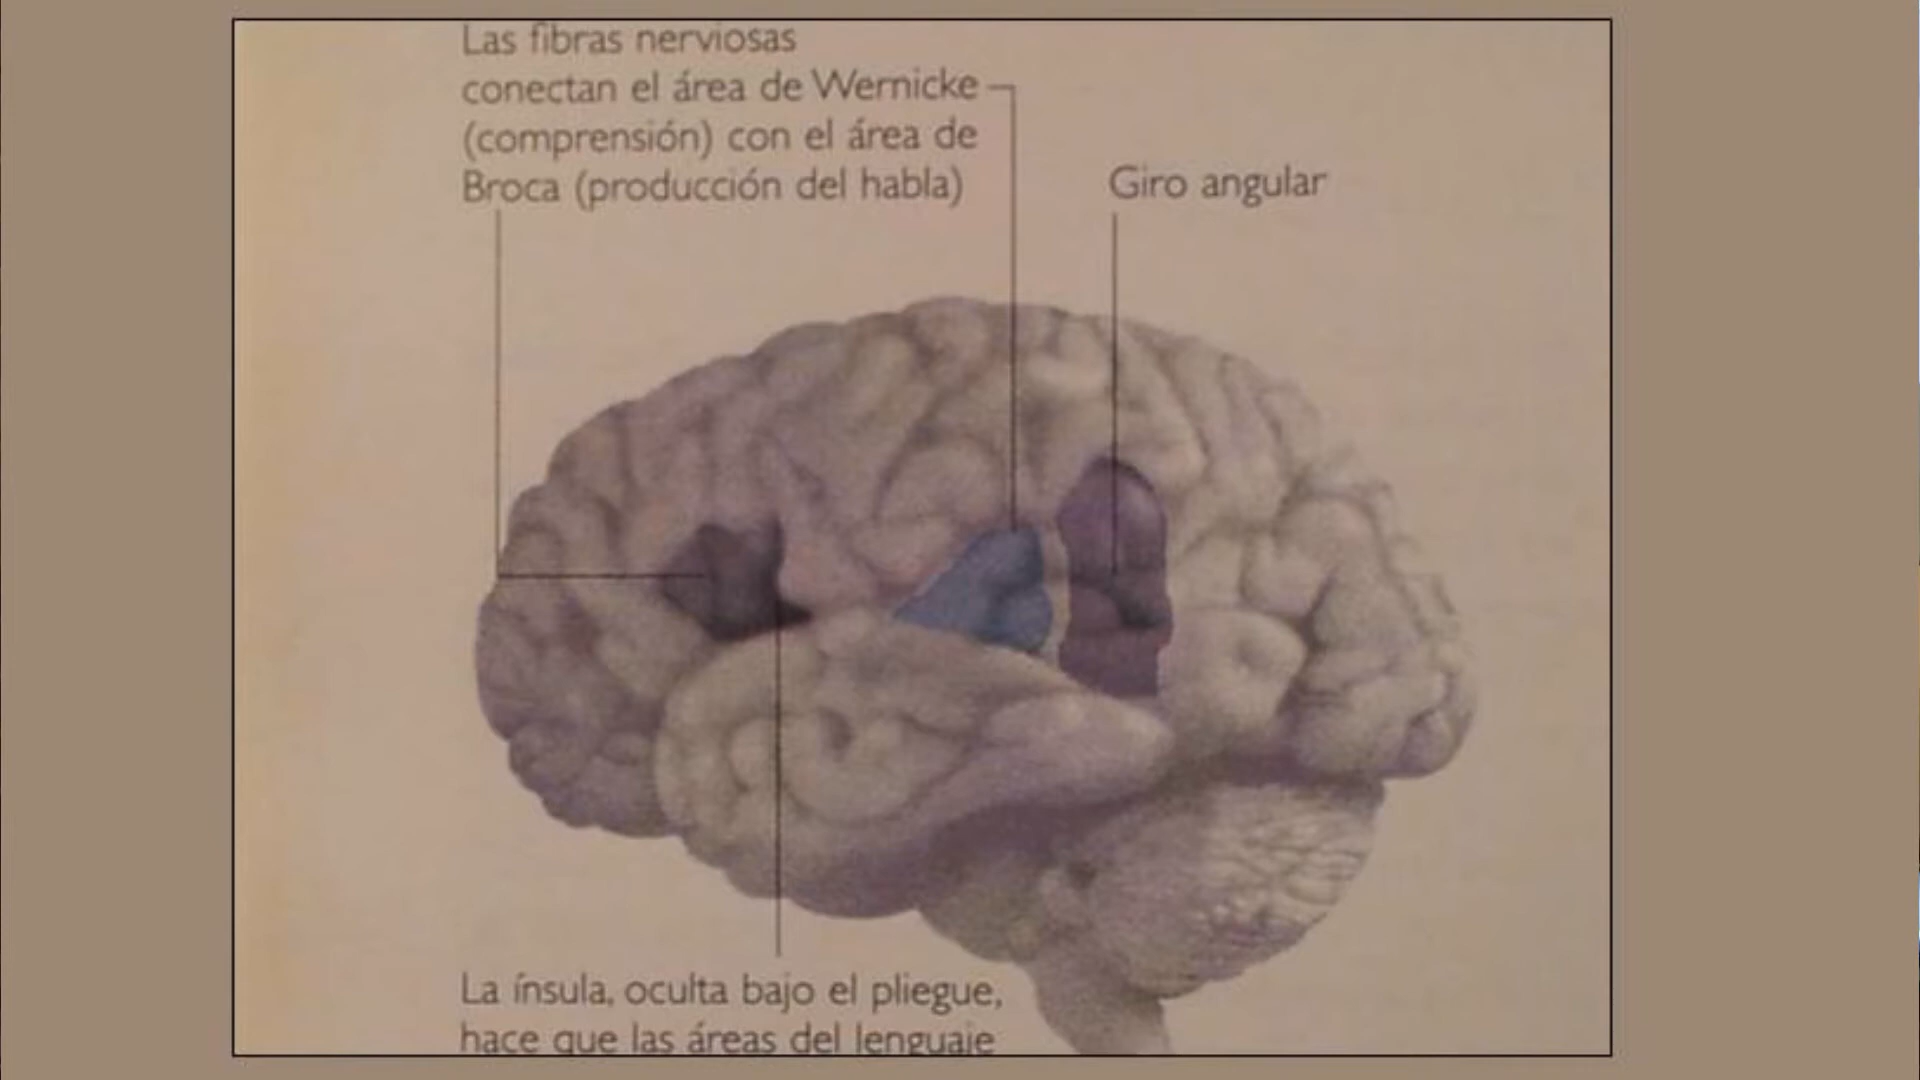 Las fibras nerviosas
conectan el área de Wernicke
(comprensión) con el área de
Broca (producción del habla)
Giro angular
La ínsula, oculta bajo el pliegue,
hace que las áreas del lenguaje